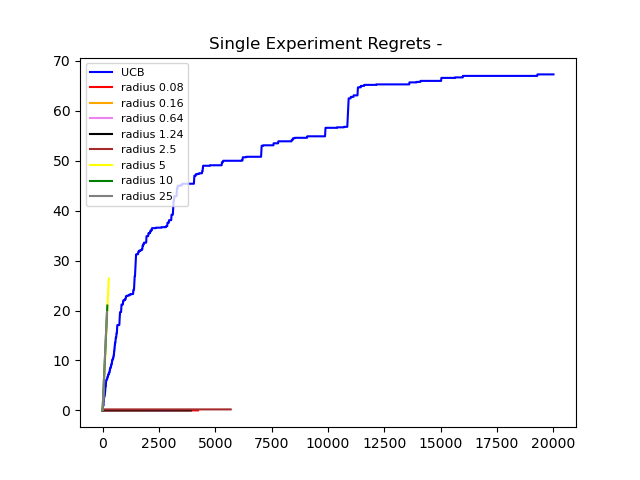 Single Experiment Regrets -
70
60
50
40
30
20
10
0
UCB
radius 0.08
radius 0.16
radius 0.64
radius 1.24
radius 2.5
radius 5
radius 10
radius 25
0 2500 5000 7500 10000 12500 15000 17500 20000